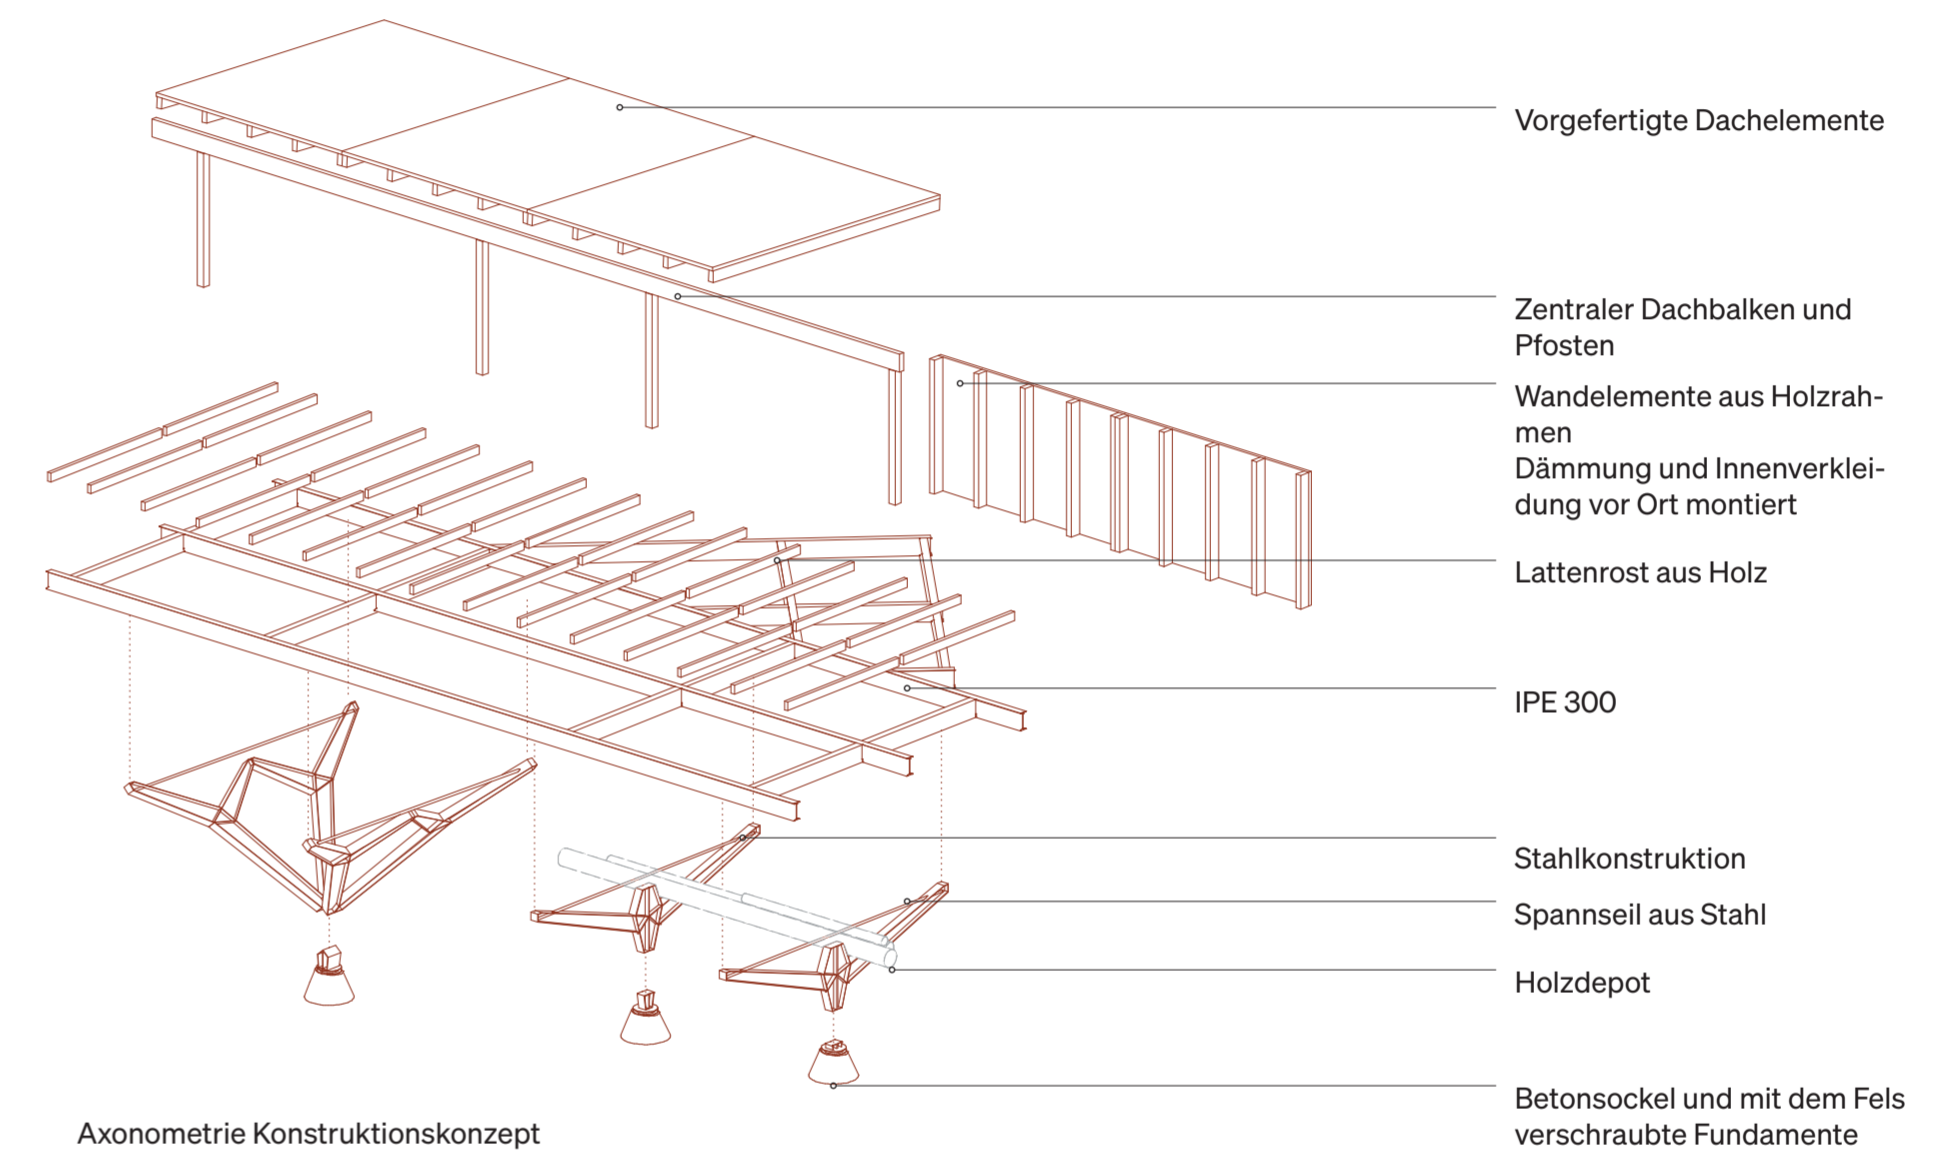 Vorgefertigte Dachelemente
Zentraler Dachbalken und
Pfosten
Wandelemente aus Holzrah-
men
Dämmung und Innenverklei-
dung vor Ort montiert
Lattenrost aus Holz
IPE 300
Stahlkonstruktion
Spannseil aus Stahl
Holzdepot
Betonsockel und mit dem Fels
verschraubte Fundamente
Axonometrie Konstruktionskonzept